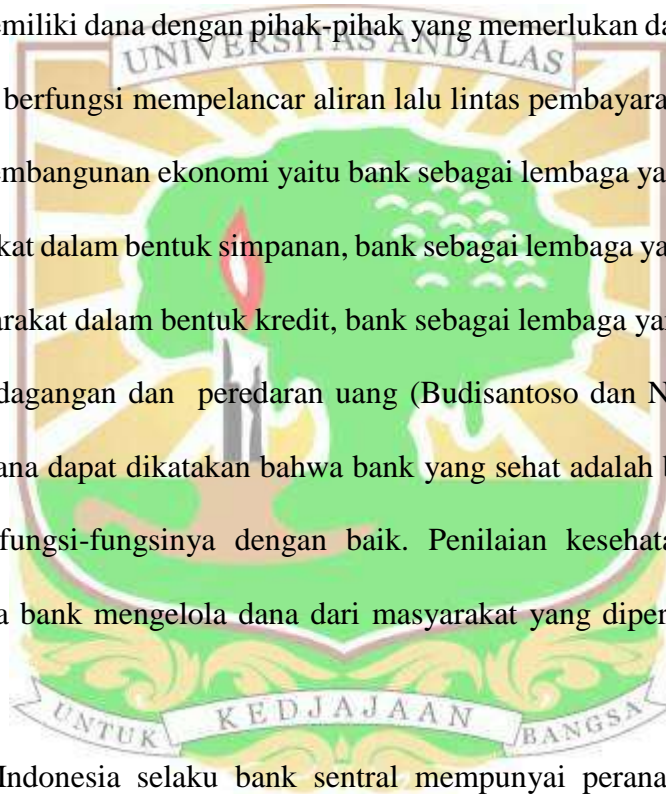 emiliki dana dengan pihak-pihak yang memerlukan da
UNIVERSITAS ANDALAS
berfungsi mempelancar aliran lalu lintas pembayara
embangunan ekonomi yaitu bank sebagai lembaga ya
kat dalam bentuk simpanan, bank sebagai lembaga ya
arakat dalam bentuk kredit, bank sebagai lembaga ya
dagangan dan peredaran uang (Budisantoso dan N
ana dapat dikatakan bahwa bank yang sehat adalah b
fungsi-fungsinya dengan baik. Penilaian kesehata
a bank mengelola dana dari masyarakat yang diper
UNTUK KEDJAJAAN BANGSA
Indonesia selaku bank sentral mempunyai perana